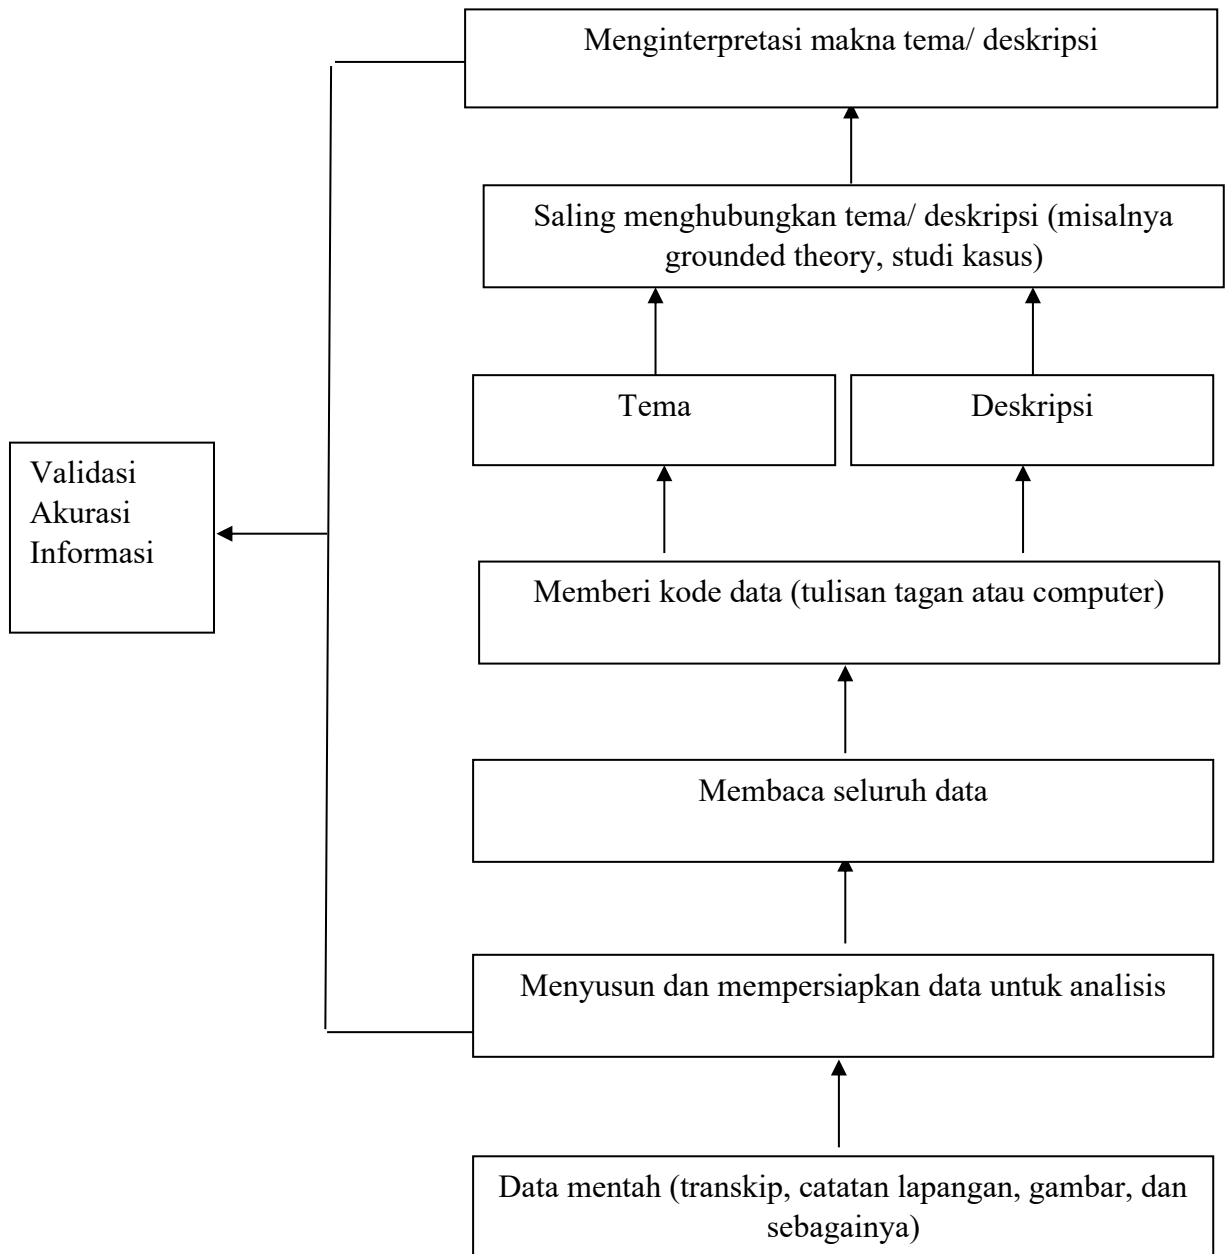 Menginterpretasi makna tema/ deskripsi
Saling menghubungkan tema/ deskripsi (misalnya
grounded theory, studi kasus)
Tema
Deskripsi
Validasi
Akurasi
Informasi
Memberi kode data (tulisan tagan atau computer)
Membaca seluruh data
Menyusun dan mempersiapkan data untuk analisis
Data mentah (transkip, catatan lapangan, gambar, dan
sebagainya)